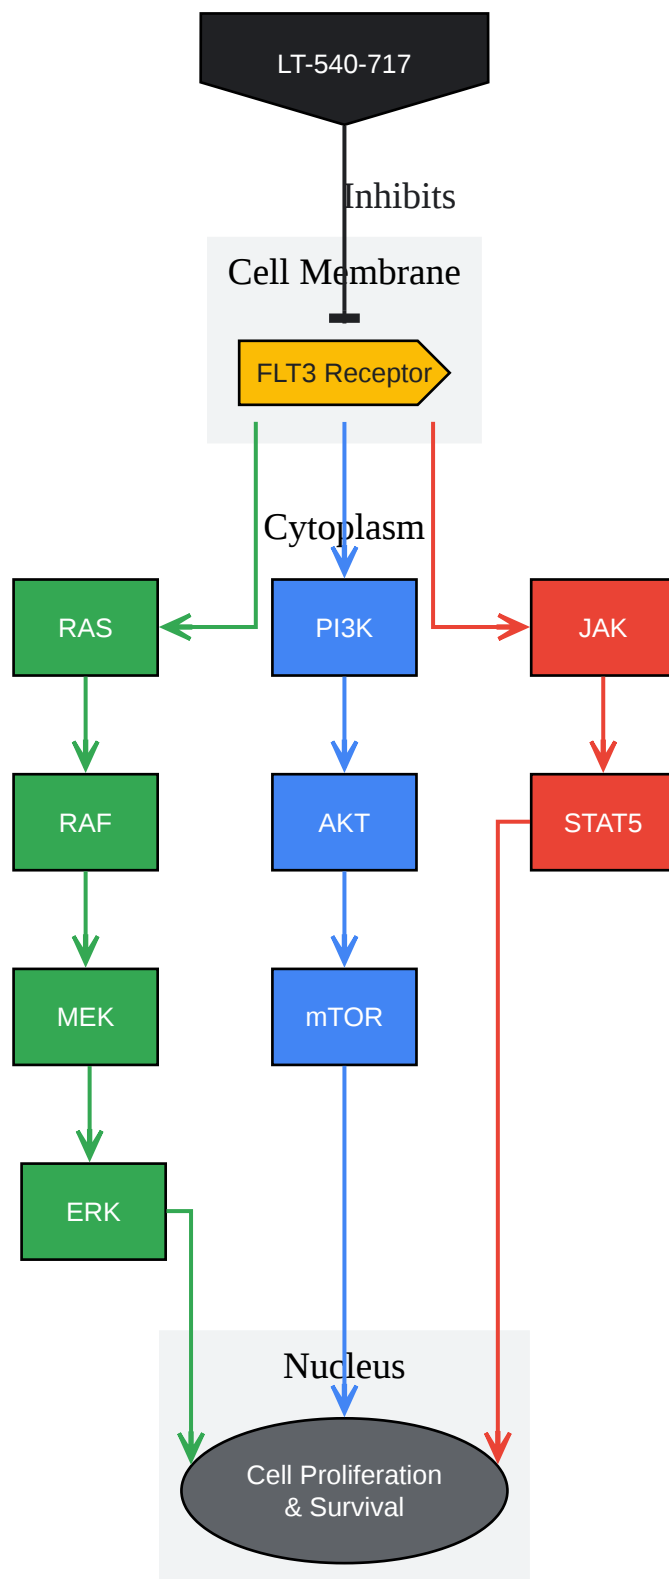 LT-540-717
Inhibits
Cell Membrane
FLT3 Receptor
Cytoplasm
RAS
PI3K
JAK
RAF
AKT
STAT5
MEK
mTOR
ERK
Nucleus
Cell Proliferation
& Survival